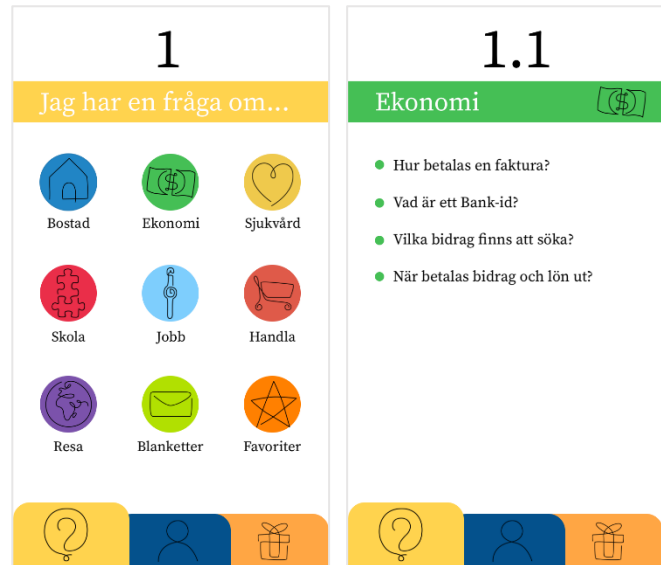 1
Jag har en fråga om...
Bostad
Ekonomi
Sjukvård
Skola
Jobb
Handla
Resa
Blanketter
Favoriter
1.1
Ekonomi
Hur betalas en faktura?
Vad är ett Bank-id?
Vilka bidrag finns att söka?
När betalas bidrag och lön ut?